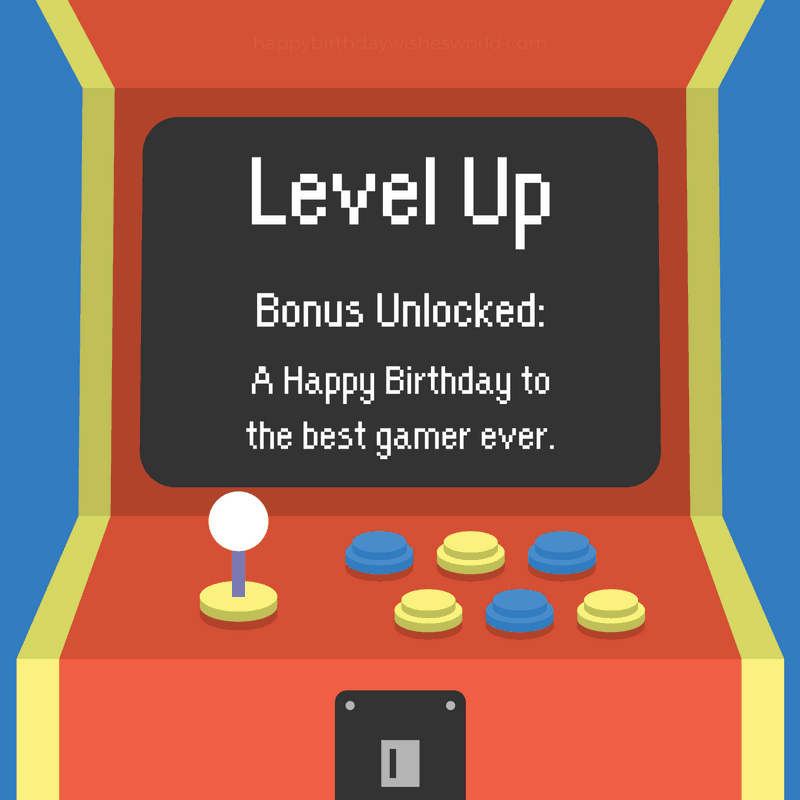 happybirthdaywishesworld.com
Level Up
Bonus Unlocked:
A Happy Birthday to
the best gamer ever.